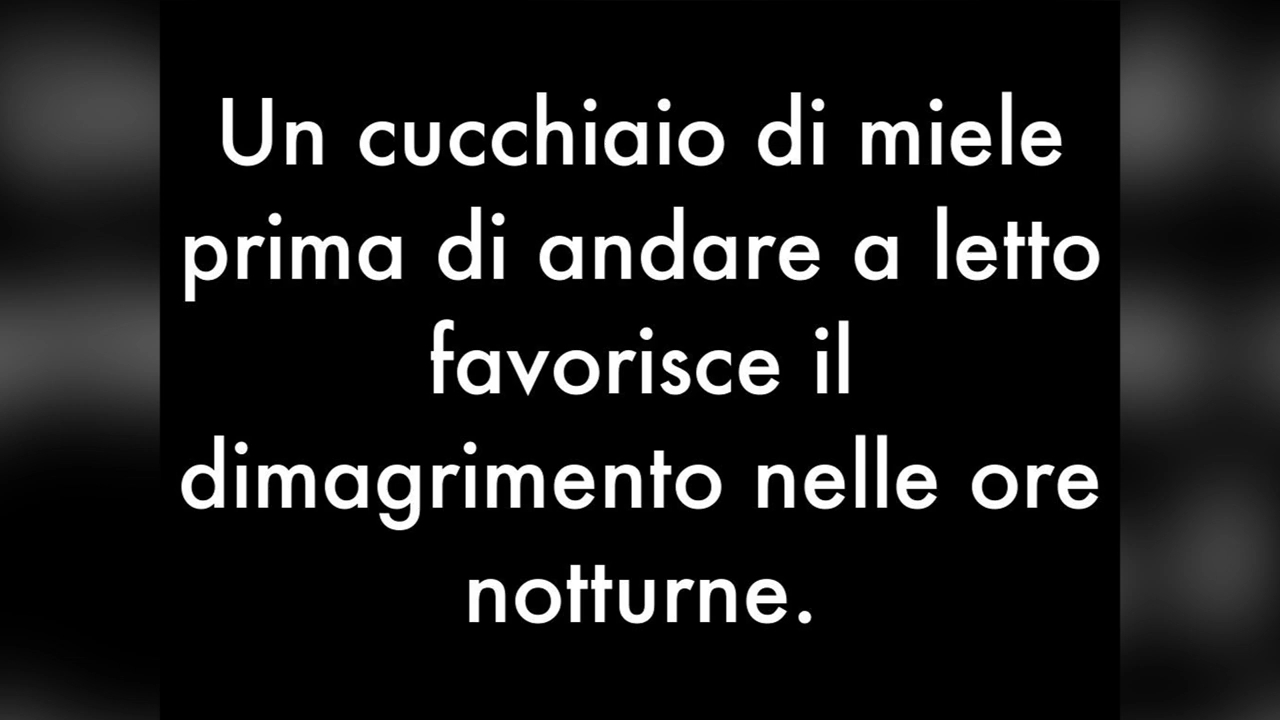 Un cucchiaio di miele
prima di andare a letto
favorisce il
dimagrimento nelle ore
notturne.